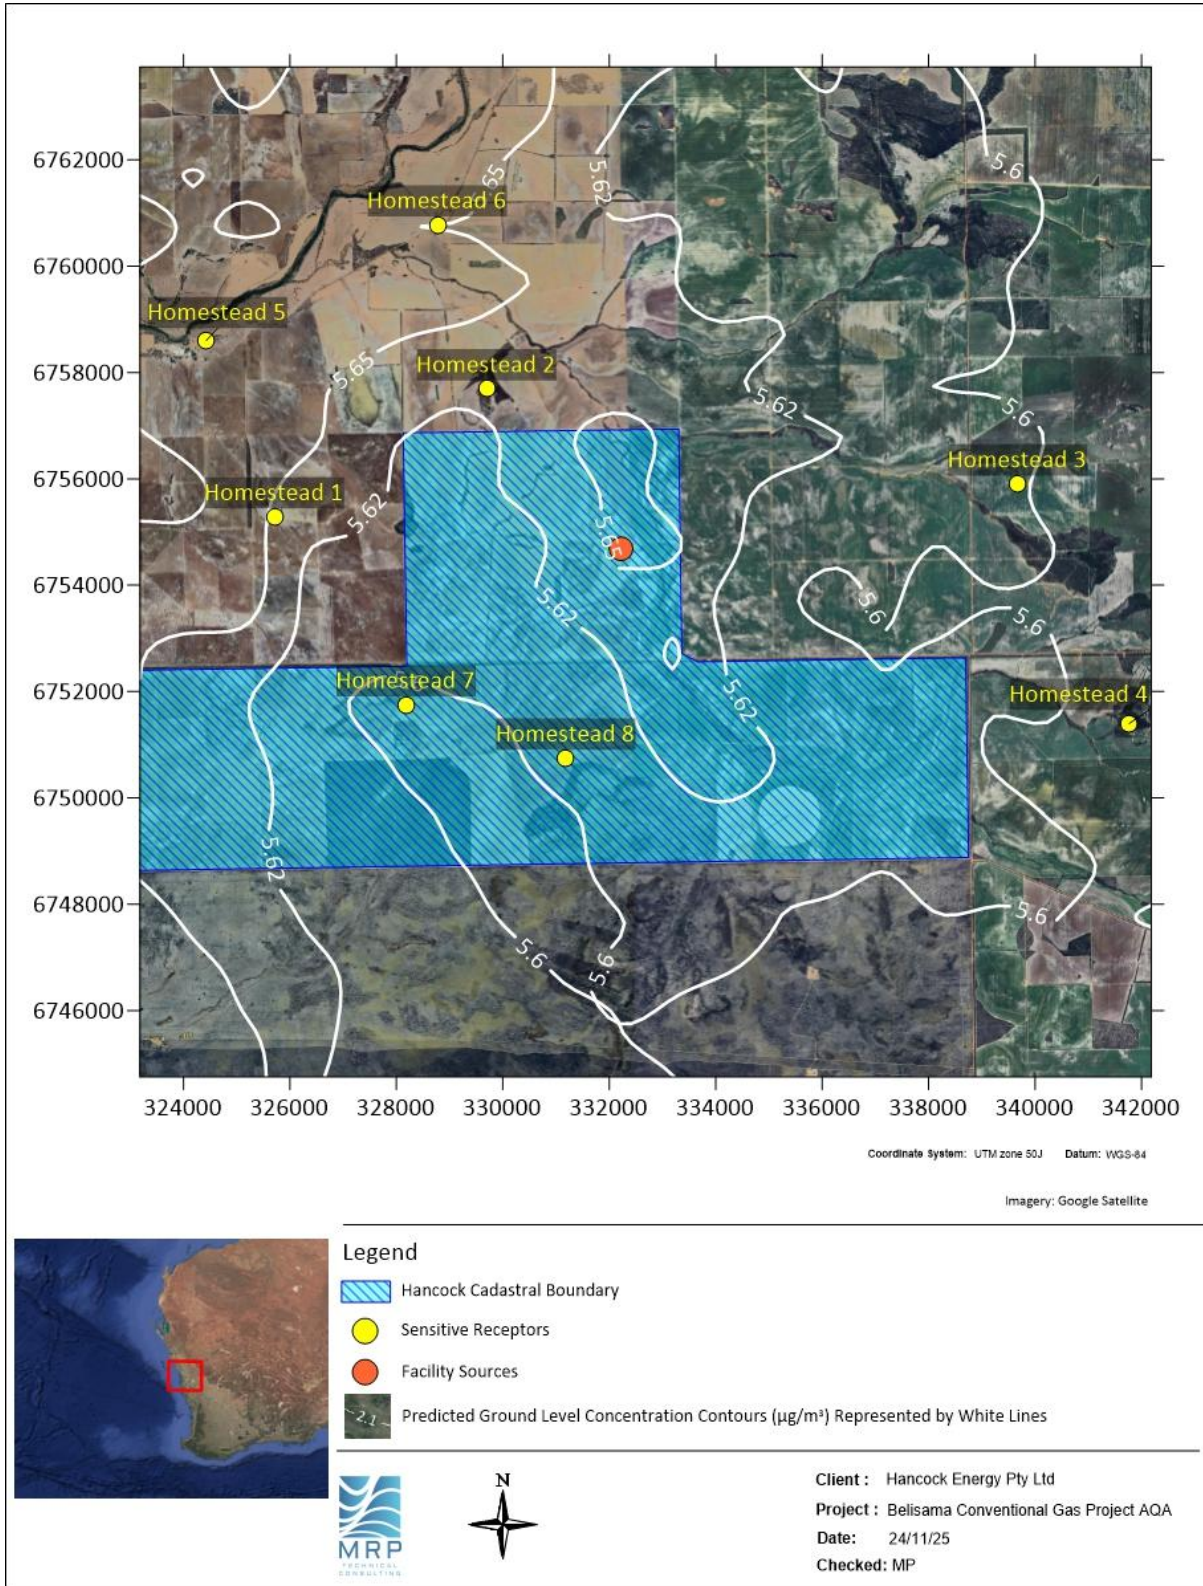 6762000
5.65
5.62
5.6
Homestead 6
6760000
Homestead 5
6758000
5.65
Homestead 2
5.62
5.6
6756000
Homestead 1
Homestead 3
5.62
5.65
6754000
5.62
5.6
5.6
6752000
Homestead 7
5.62
Homestead 4
Homestead 8
6750000
5.62
6748000
5.6
5.6
5.6
6746000
324000 326000 328000 330000 332000 334000 336000 338000 340000 342000
Coordinate System: UTM zone 50J Datum: WGS-84
Imagery: Google Satellite
Legend
Hancock Cadastral Boundary
Sensitive Receptors
Facility Sources
2.1
Predicted Ground Level Concentration Contours (µg/m³) Represented by White Lines
MRP
TECHNICAL
CONSULTING
N
Client : Hancock Energy Pty Ltd
Project : Belisama Conventional Gas Project AQA
Date: 24/11/25
Checked: MP